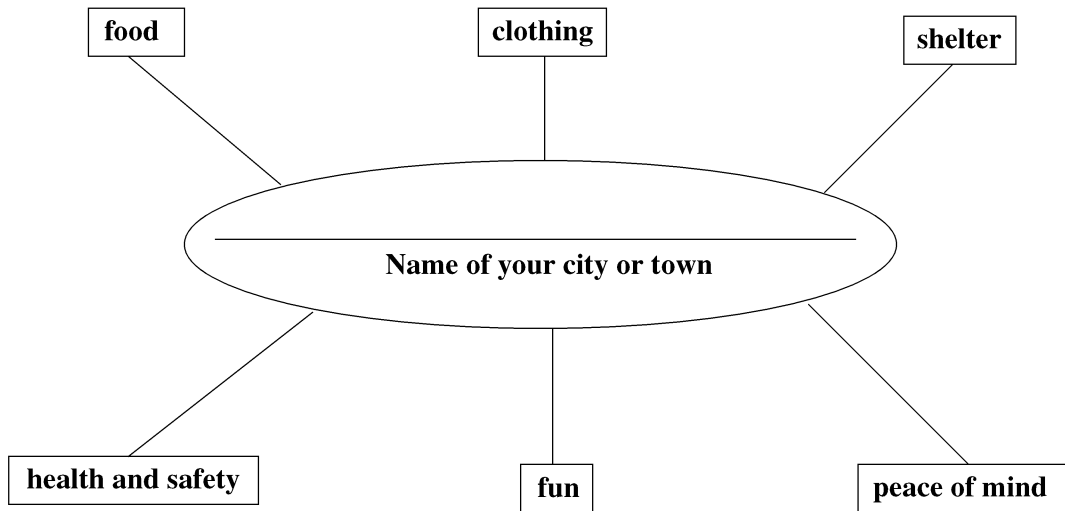 food
clothing
shelter
Name of your city or town
health and safety
fun
peace of mind